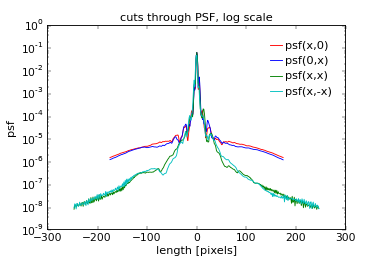 cuts through PSF, log scale
10^0
10^-1
10^-2
10^-3
10^-4
10^-5
10^-6
10^-7
10^-8
10^-9
psf
psf(x,0)
psf(0,x)
psf(x,x)
psf(x,-x)
−300 −200 −100 0 100 200 300
length [pixels]